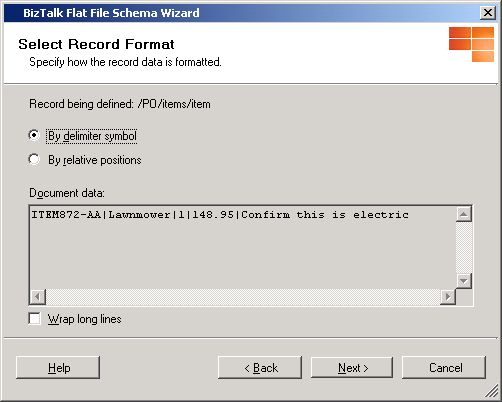 BizTalk Flat File Schema Wizard
Select Record Format
Specify how the record data is formatted.
Record being defined: /PO/items/item
By delimiter symbol
By relative positions
Document data:
ITEM872-AA|Lawnmower|1|148.95|Confirm this is electric
Wrap long lines
Help
< Back
Next >
Cancel